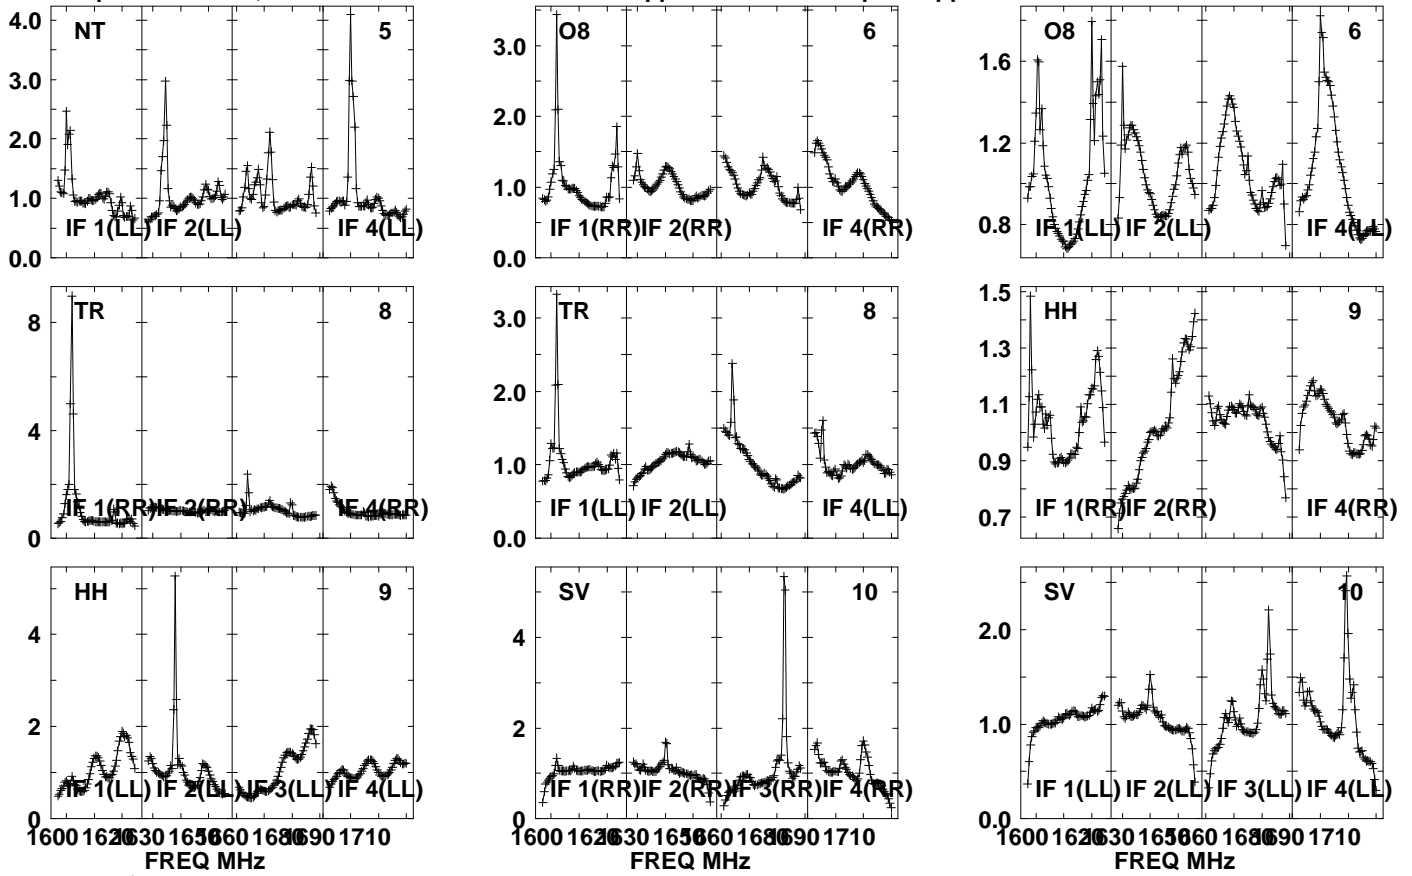 NT 5
4.0
3.0
2.0
1.0
0.0
IF 1(LL) IF 2(LL) IF 4(LL)
O8 6
3.0
2.0
1.0
0.0
IF 1(RR) IF 2(RR) IF 4(RR)
O8 6
1.6
1.2
0.8
IF 1(LL) IF 2(LL) IF 4(LL)
TR 8
8
4
0
IF 1(RR) IF 2(RR) IF 4(RR)
TR 8
3.0
2.0
1.0
0.0
IF 1(LL) IF 2(LL) IF 4(LL)
HH 9
1.5
1.3
1.1
0.9
0.7
IF 1(RR) IF 2(RR) IF 4(RR)
HH 9
6
4
2
0
IF 1(LL) IF 2(LL) IF 3(LL) IF 4(LL)
1600 1620 1630 1650 1660 1680 1690 1710
FREQ MHz
SV 10
4
2
0
IF 1(RR) IF 2(RR) IF 3(RR) IF 4(RR)
1600 1620 1630 1650 1660 1680 1690 1710
FREQ MHz
SV 10
2.0
1.0
0.0
IF 1(LL) IF 2(LL) IF 3(LL) IF 4(LL)
1600 1620 1630 1650 1660 1680 1690 1710
FREQ MHz